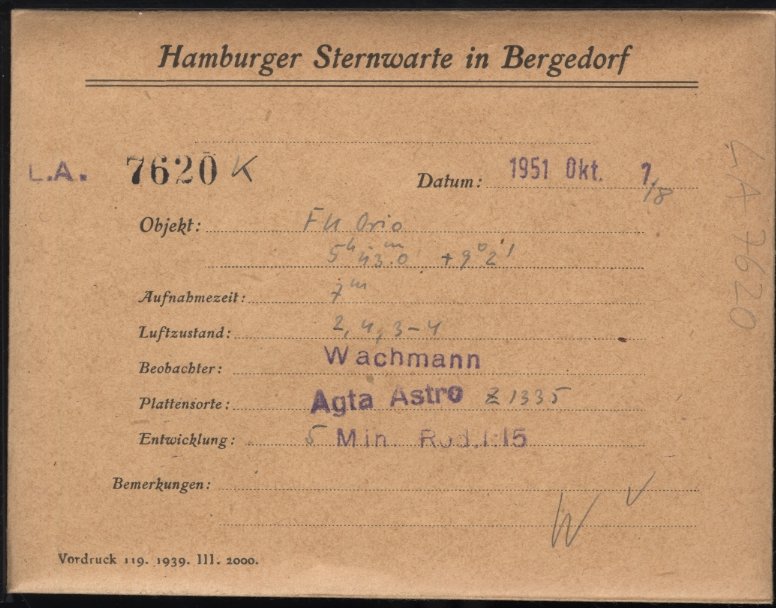 Hamburger Sternwarte in Bergedorf
L.A. 7620 K
Datum: 1951 Okt. 7/8
Objekt: FU Orio
5h 43.m0 +9°2'
Aufnahmezeit: 7m
Luftzustand: 2, 4, 3-4
Beobachter: Wachmann
Plattensorte: Agfa Astro Z 1335
Entwicklung: 5 Min. Rod. 1:15
Bemerkungen:
W
Vordruck 119. 1939. III. 2000.
LA 7620